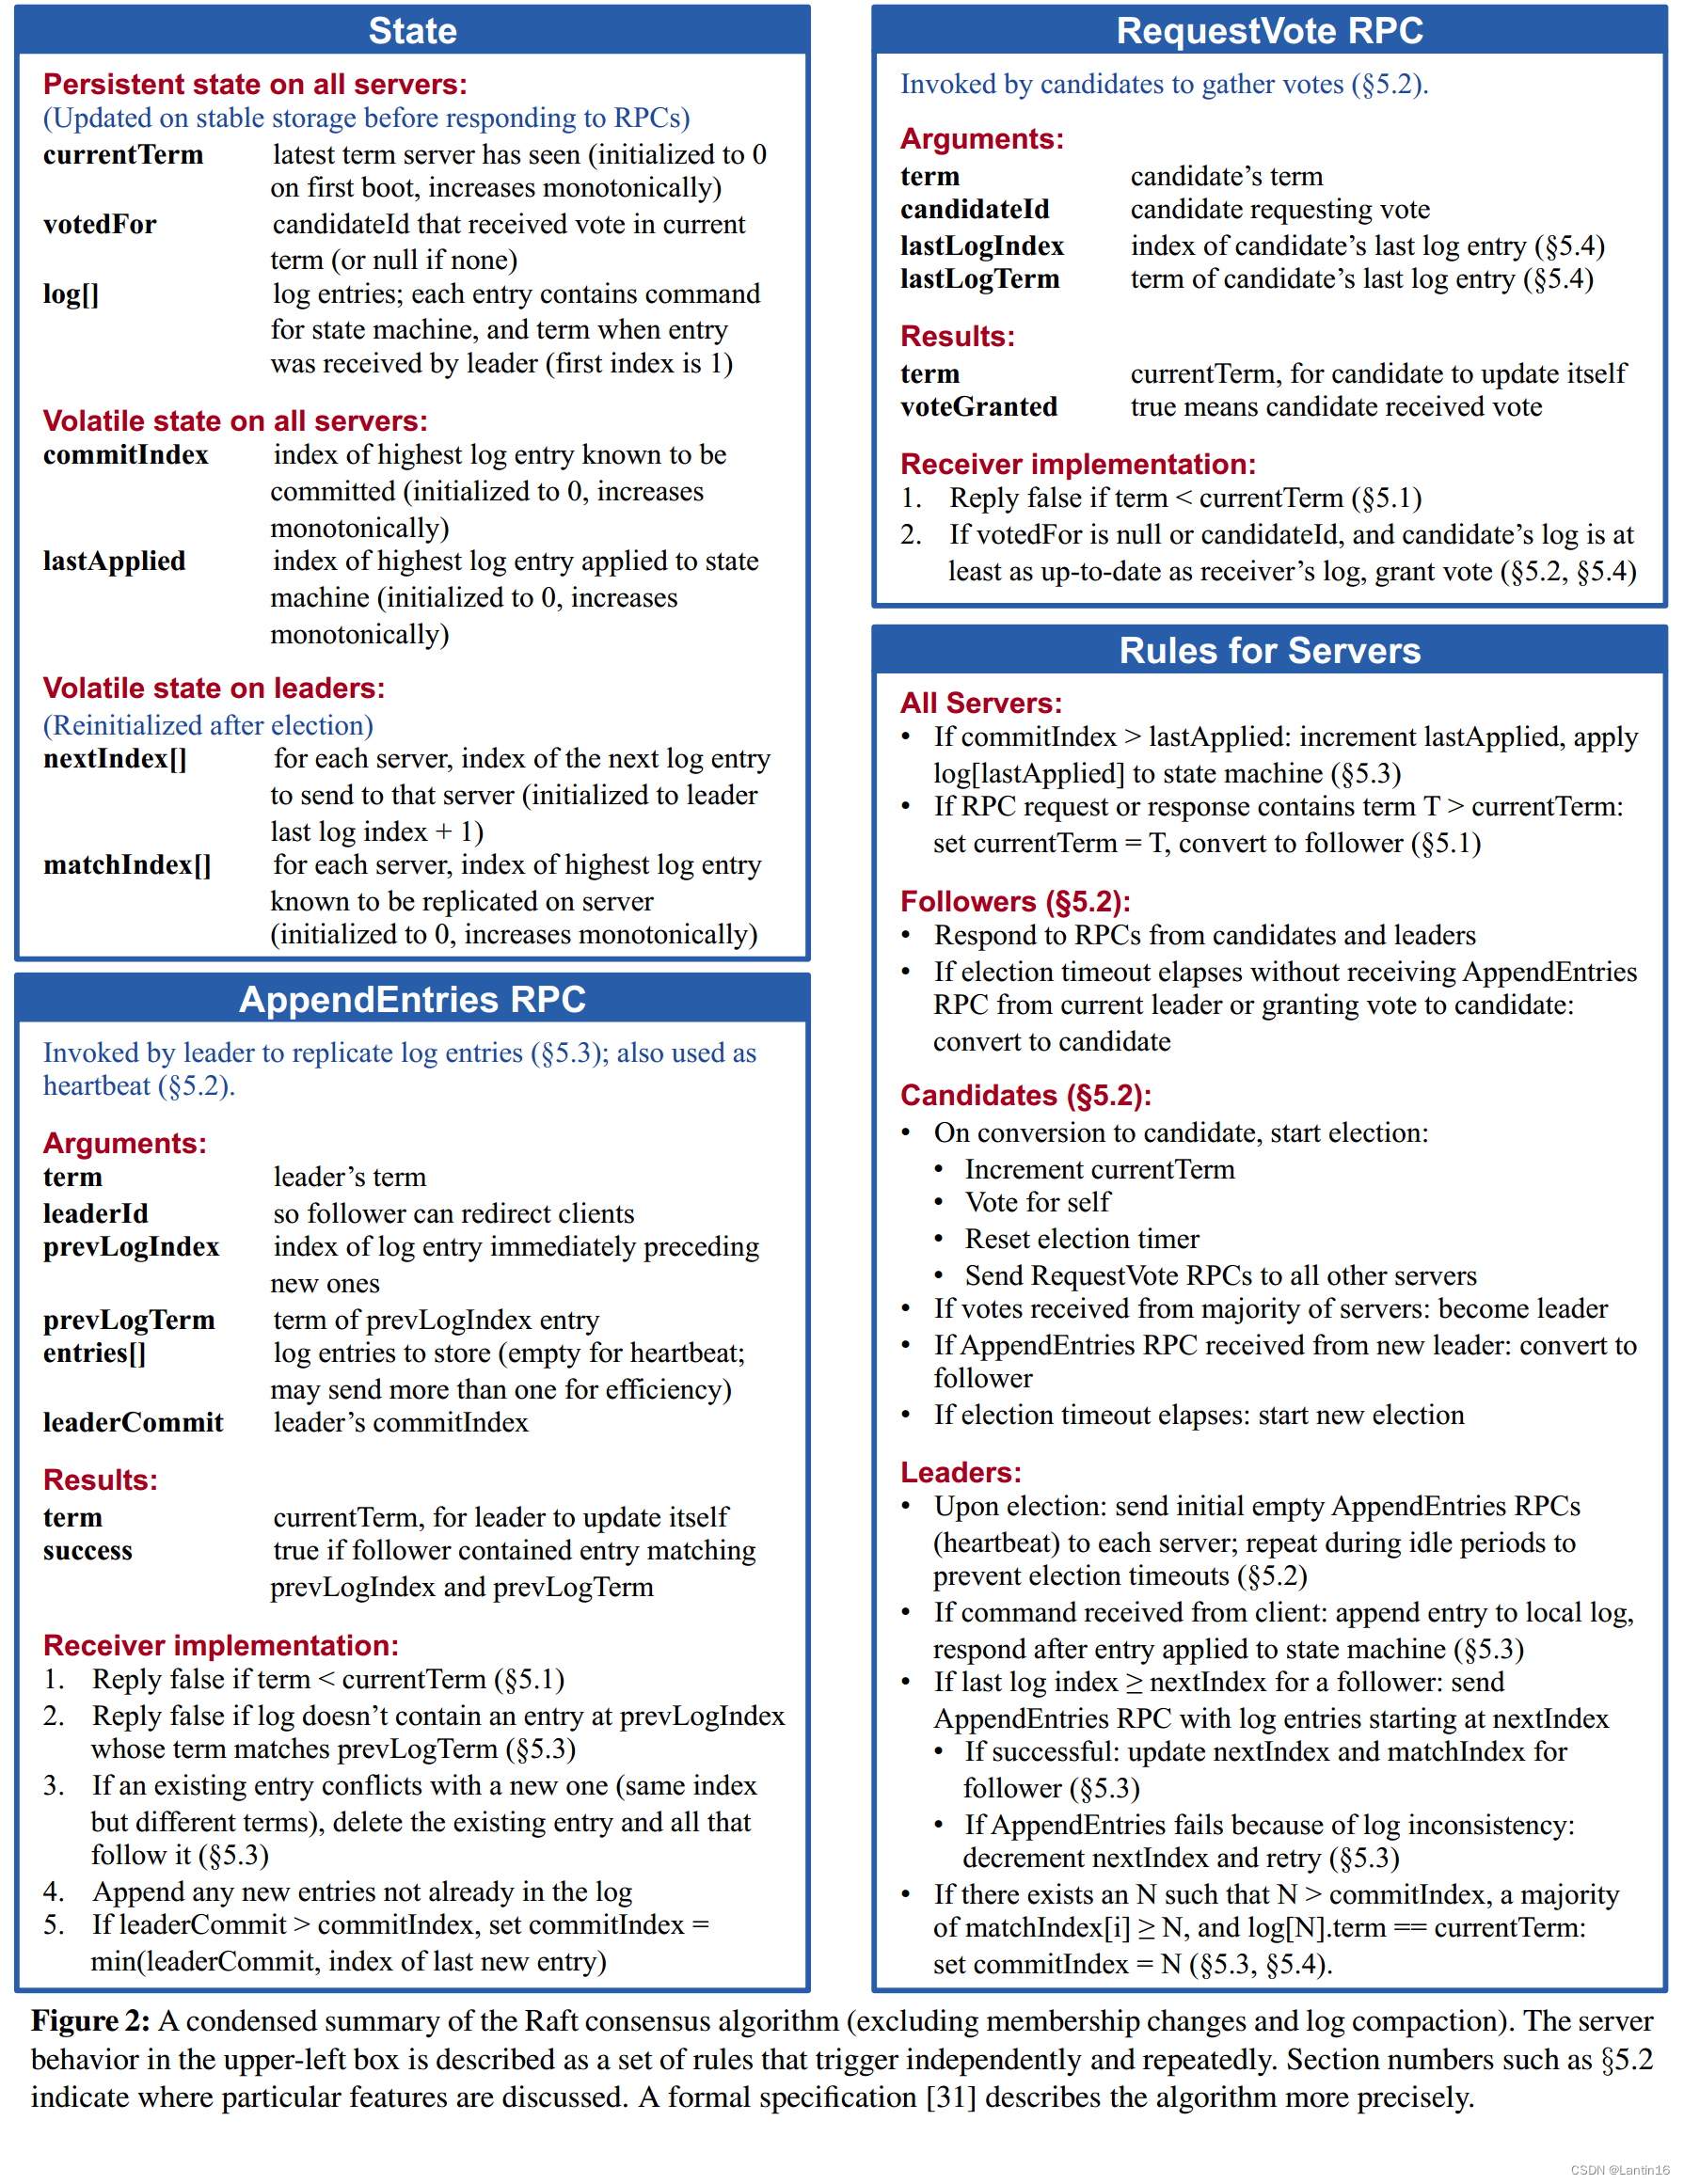 State
Persistent state on all servers:
(Updated on stable storage before responding to RPCs)
currentTerm latest term server has seen (initialized to 0
on first boot, increases monotonically)
votedFor candidateId that received vote in current
term (or null if none)
log[] log entries; each entry contains command
for state machine, and term when entry
was received by leader (first index is 1)
Volatile state on all servers:
commitIndex index of highest log entry known to be
committed (initialized to 0, increases
monotonically)
lastApplied index of highest log entry applied to state
machine (initialized to 0, increases
monotonically)
Volatile state on leaders:
(Reinitialized after election)
nextIndex[] for each server, index of the next log entry
to send to that server (initialized to leader
last log index + 1)
matchIndex[] for each server, index of highest log entry
known to be replicated on server
(initialized to 0, increases monotonically)
AppendEntries RPC
Invoked by leader to replicate log entries (§5.3); also used as
heartbeat (§5.2).
Arguments:
term leader’s term
leaderId so follower can redirect clients
prevLogIndex index of log entry immediately preceding
new ones
prevLogTerm term of prevLogIndex entry
entries[] log entries to store (empty for heartbeat;
may send more than one for efficiency)
leaderCommit leader’s commitIndex
Results:
term currentTerm, for leader to update itself
success true if follower contained entry matching
prevLogIndex and prevLogTerm
Receiver implementation:
1. Reply false if term < currentTerm (§5.1)
2. Reply false if log doesn’t contain an entry at prevLogIndex
whose term matches prevLogTerm (§5.3)
3. If an existing entry conflicts with a new one (same index
but different terms), delete the existing entry and all that
follow it (§5.3)
4. Append any new entries not already in the log
5. If leaderCommit > commitIndex, set commitIndex =
min(leaderCommit, index of last new entry)
RequestVote RPC
Invoked by candidates to gather votes (§5.2).
Arguments:
term candidate’s term
candidateId candidate requesting vote
lastLogIndex index of candidate’s last log entry (§5.4)
lastLogTerm term of candidate’s last log entry (§5.4)
Results:
term currentTerm, for candidate to update itself
voteGranted true means candidate received vote
Receiver implementation:
1. Reply false if term < currentTerm (§5.1)
2. If votedFor is null or candidateId, and candidate’s log is at
least as up-to-date as receiver’s log, grant vote (§5.2, §5.4)
Rules for Servers
All Servers:
• If commitIndex > lastApplied: increment lastApplied, apply
log[lastApplied] to state machine (§5.3)
• If RPC request or response contains term T > currentTerm:
set currentTerm = T, convert to follower (§5.1)
Followers (§5.2):
• Respond to RPCs from candidates and leaders
• If election timeout elapses without receiving AppendEntries
RPC from current leader or granting vote to candidate:
convert to candidate
Candidates (§5.2):
• On conversion to candidate, start election:
• Increment currentTerm
• Vote for self
• Reset election timer
• Send RequestVote RPCs to all other servers
• If votes received from majority of servers: become leader
• If AppendEntries RPC received from new leader: convert to
follower
• If election timeout elapses: start new election
Leaders:
• Upon election: send initial empty AppendEntries RPCs
(heartbeat) to each server; repeat during idle periods to
prevent election timeouts (§5.2)
• If command received from client: append entry to local log,
respond after entry applied to state machine (§5.3)
• If last log index ≥ nextIndex for a follower: send
AppendEntries RPC with log entries starting at nextIndex
• If successful: update nextIndex and matchIndex for
follower (§5.3)
• If AppendEntries fails because of log inconsistency:
decrement nextIndex and retry (§5.3)
• If there exists an N such that N > commitIndex, a majority
of matchIndex[i] ≥ N, and log[N].term == currentTerm:
set commitIndex = N (§5.3, §5.4).
Figure 2: A condensed summary of the Raft consensus algorithm (excluding membership changes and log compaction). The server
behavior in the upper-left box is described as a set of rules that trigger independently and repeatedly. Section numbers such as §5.2
indicate where particular features are discussed. A formal specification [31] describes the algorithm more precisely.
CSDN @Lantin16